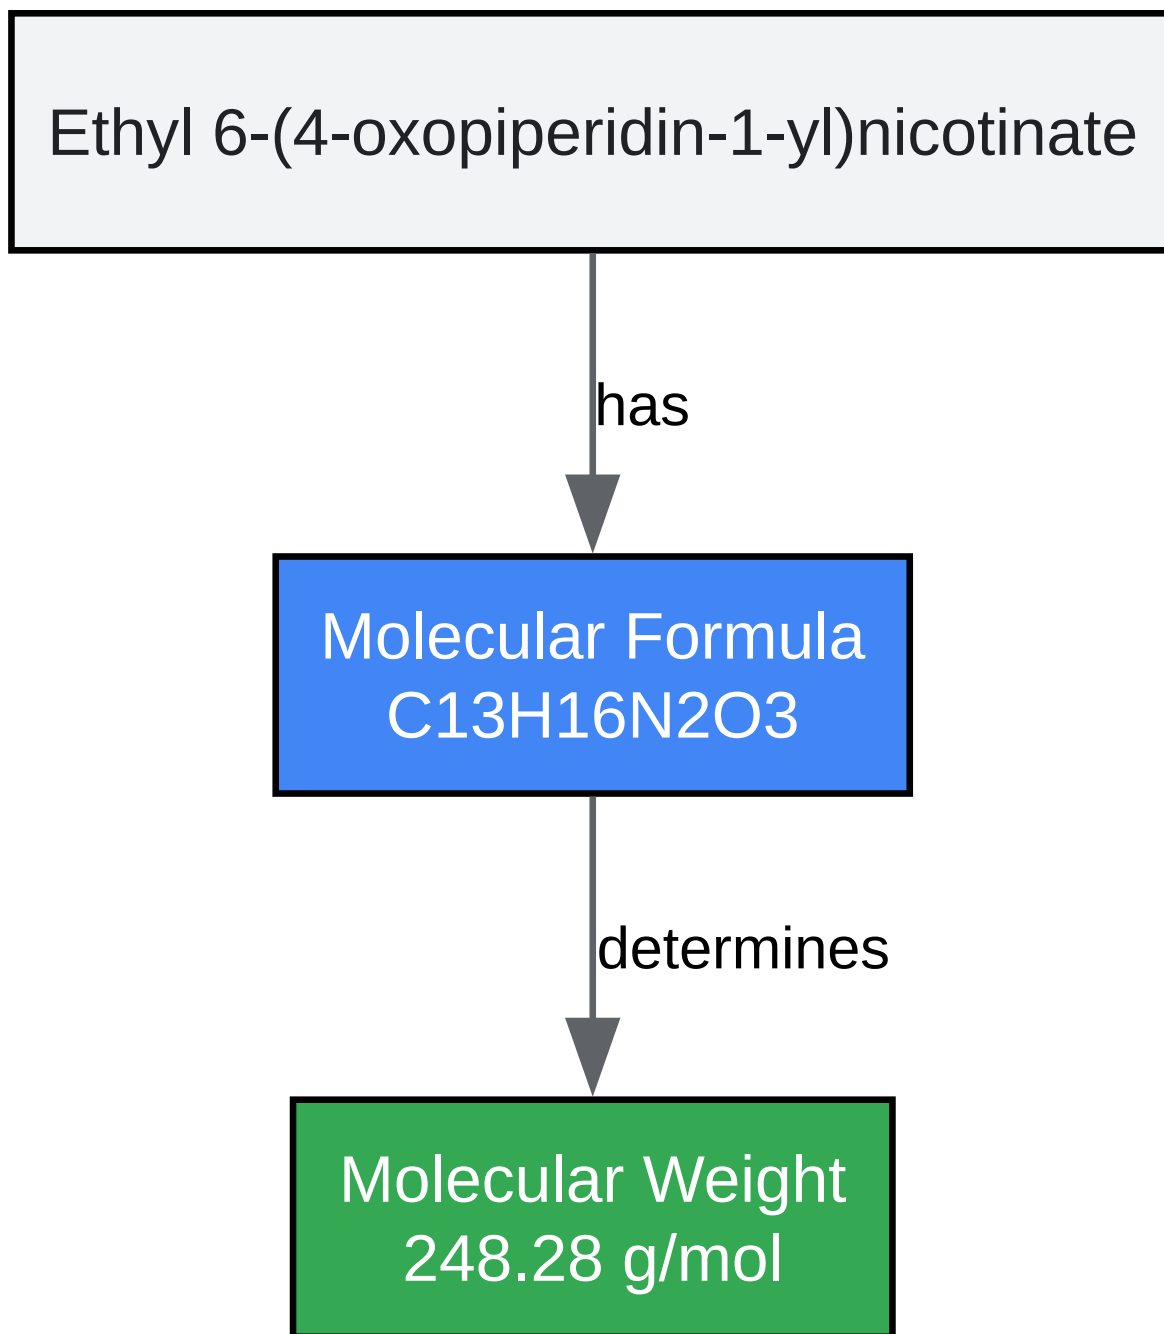 Ethyl 6-(4-oxopiperidin-1-yl)nicotinate
has
Molecular Formula
C13H16N2O3
determines
Molecular Weight
248.28 g/mol